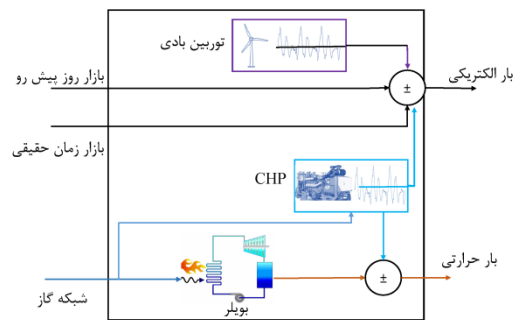 توربین بادی
بار الکتریکی
±
بازار روز پیش رو
بازار زمان حقیقی
CHP
بار حرارتی
±
شبکه گاز
بویلر